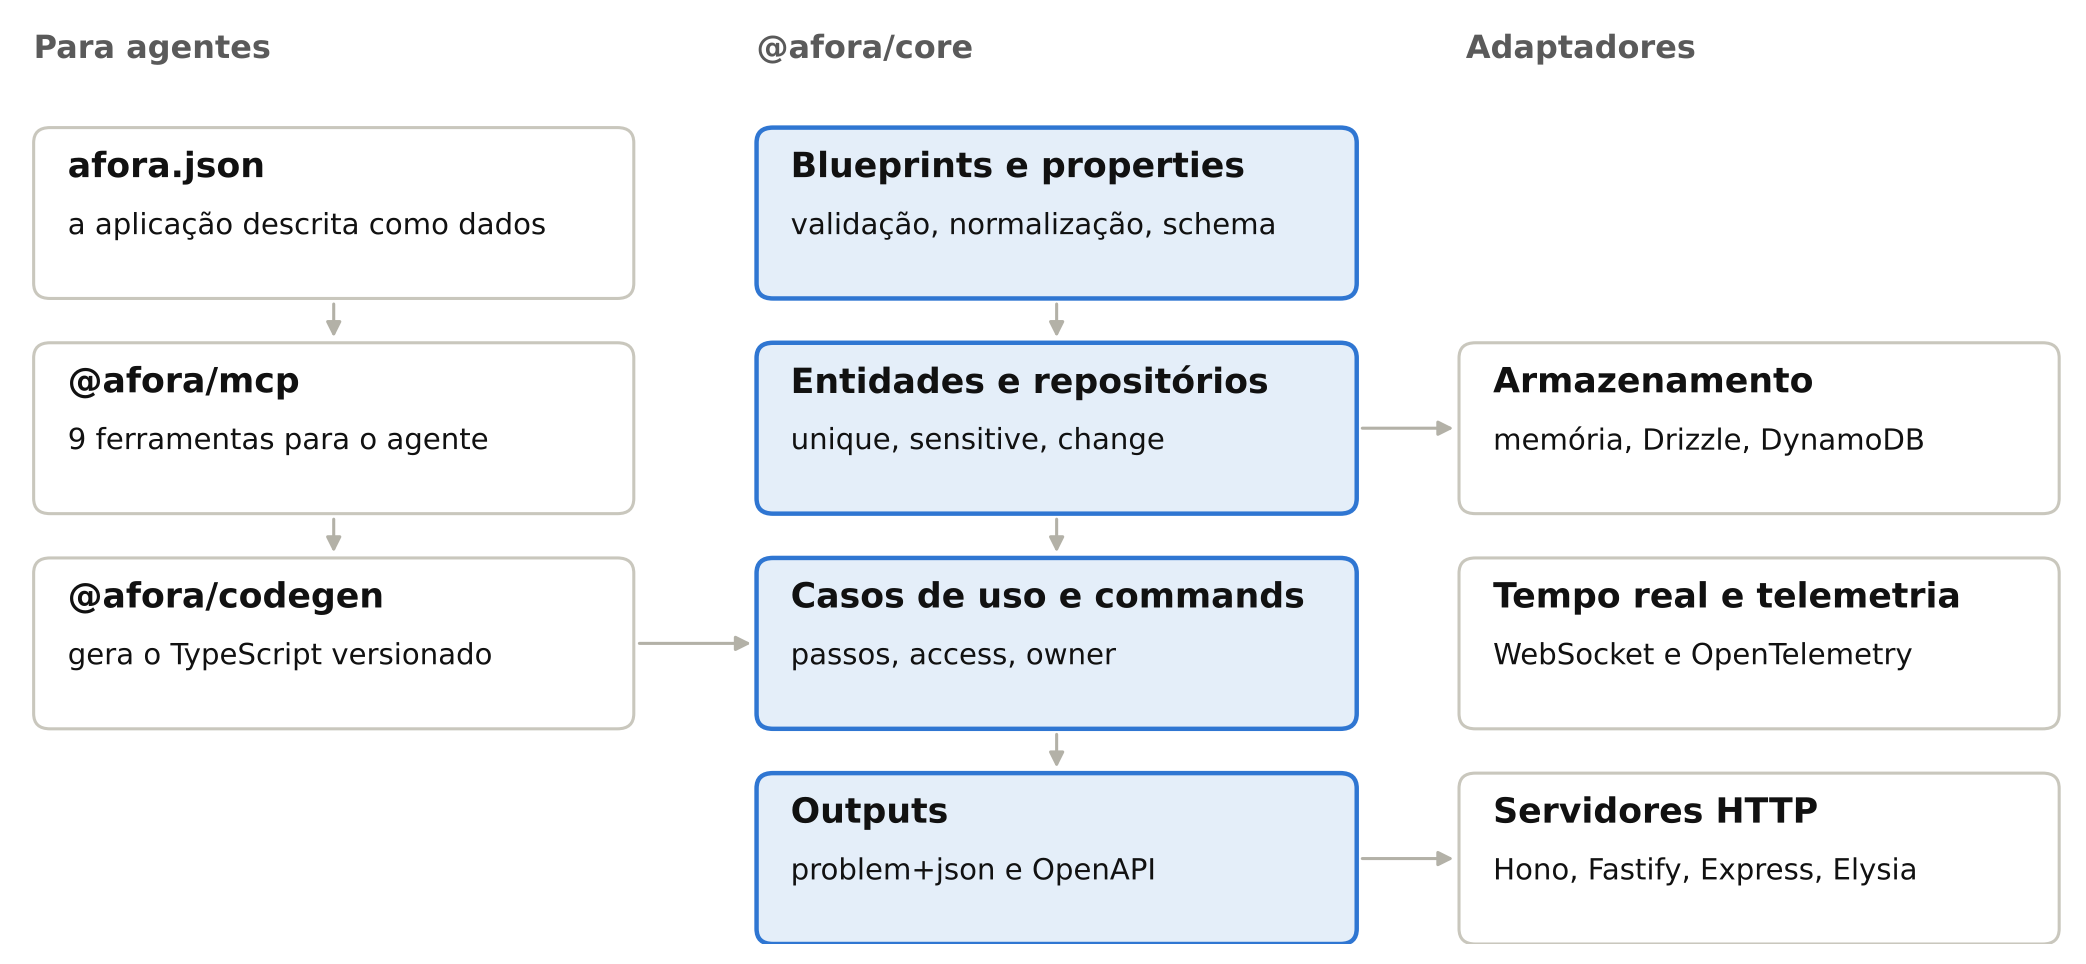 Para agentes
@afora/core
Adaptadores
afora.json
a aplicação descrita como dados
Blueprints e properties
validação, normalização, schema
@afora/mcp
9 ferramentas para o agente
Entidades e repositórios
unique, sensitive, change
Armazenamento
memória, Drizzle, DynamoDB
@afora/codegen
gera o TypeScript versionado
Casos de uso e commands
passos, access, owner
Tempo real e telemetria
WebSocket e OpenTelemetry
Outputs
problem+json e OpenAPI
Servidores HTTP
Hono, Fastify, Express, Elysia